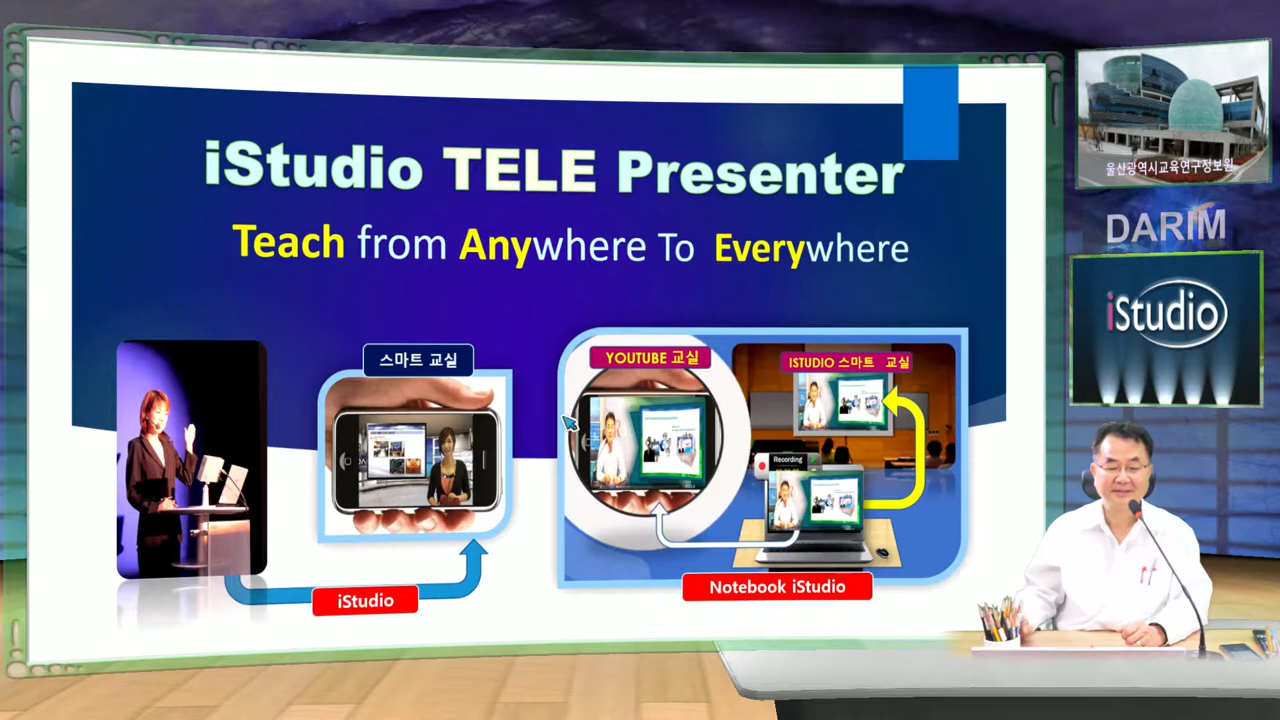 iStudio TELE Presenter
Teach from Anywhere To Everywhere
스마트 교실
YOUTUBE 교실
ISTUDIO 스마트 교실
Recording
iStudio
Notebook iStudio
울산광역시교육연구정보원
DARIM
iStudio